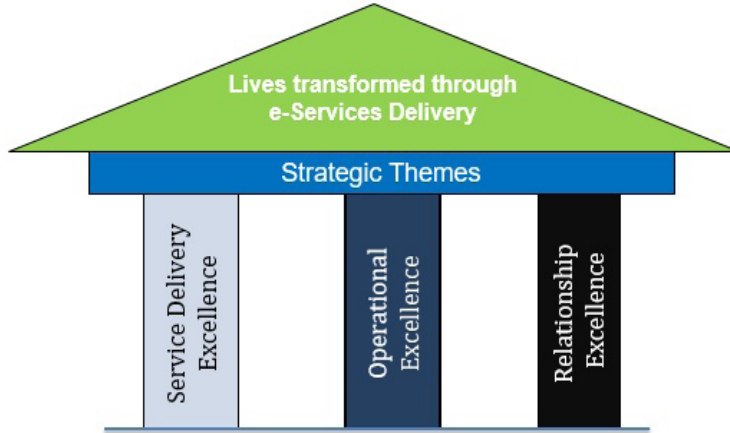 Lives transformed through
e-Services Delivery
Strategic Themes
Service Delivery
Excellence
Operational
Excellence
Relationship
Excellence